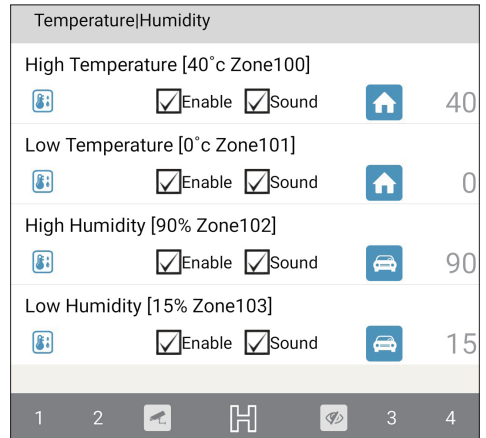 Temperature|Humidity
High Temperature [40°c Zone100]
Enable Sound 40
Low Temperature [0°c Zone101]
Enable Sound 0
High Humidity [90% Zone102]
Enable Sound 90
Low Humidity [15% Zone103]
Enable Sound 15
1 2 H 3 4